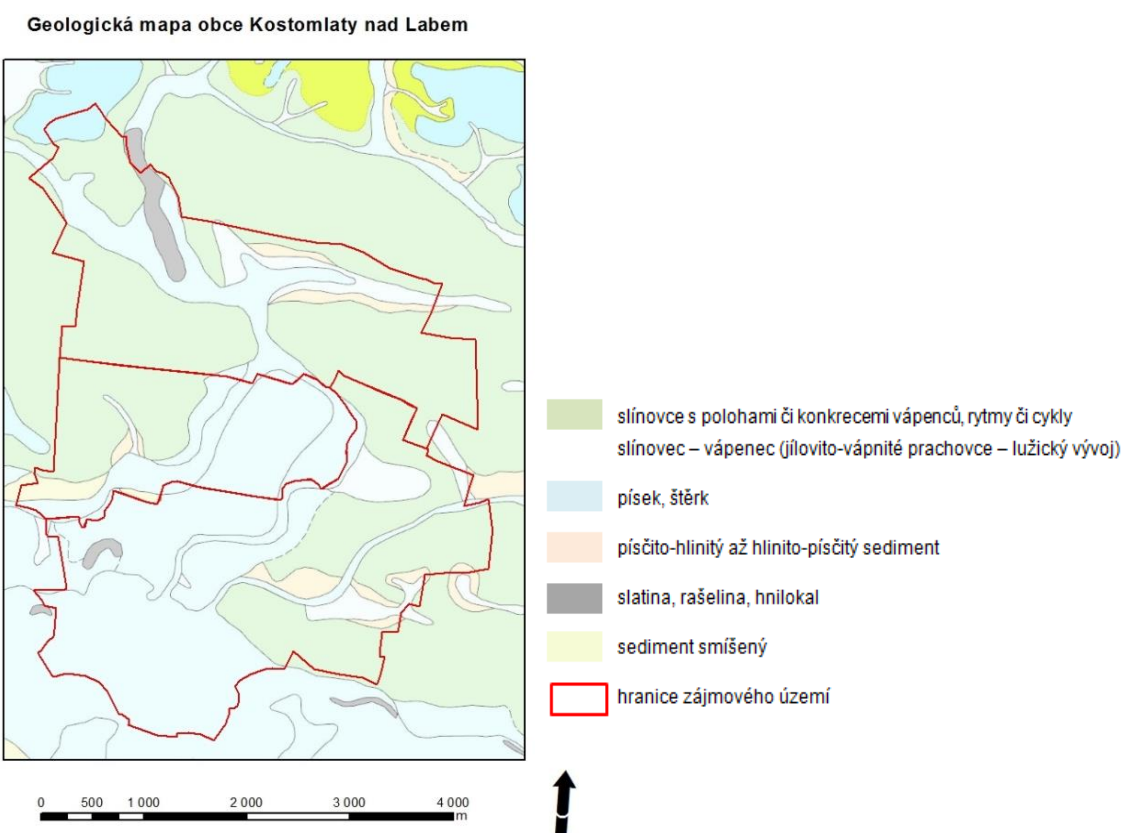 Geologická mapa obce Kostomlaty nad Labem
slínovce s polohami či konkrecemi vápenců, rytmy či cykly
slínovec – vápenec (jílovito-vápnité prachovce – lužický vývoj)
písek, štěrk
písčito-hlinitý až hlinito-písčitý sediment
slatina, rašelina, hnilokal
sediment smíšený
hranice zájmového území
0 500 1 000 2 000 3 000 4 000
m